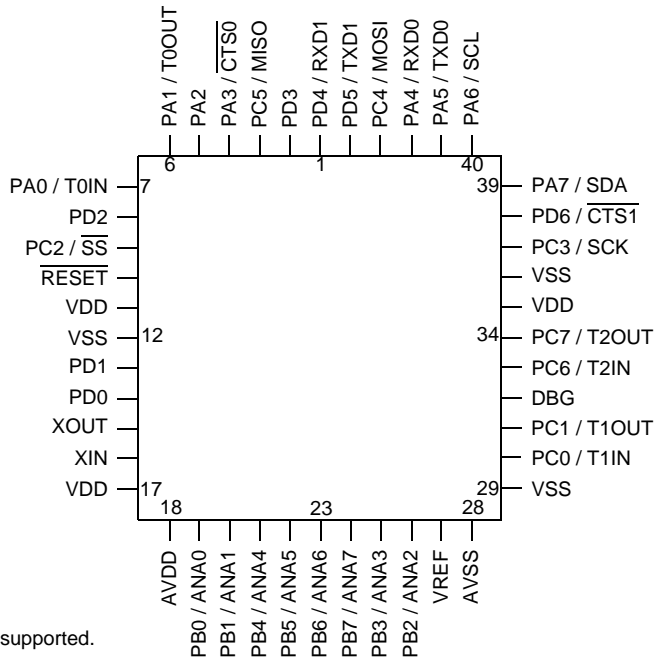 PA1 / T0OUT
PA2
PA3 / CTS0
PC5 / MISO
PD3
PD4 / RXD1
PD5 / TXD1
PC4 / MOSI
PA4 / RXD0
PA5 / TXD0
PA6 / SCL
6
1
40
PA0 / T0IN
7
PD2
PC2 / SS
RESET
VDD
VSS
12
PD1
PD0
XOUT
XIN
VDD
17
39
PA7 / SDA
PD6 / CTS1
PC3 / SCK
VSS
VDD
34
PC7 / T2OUT
PC6 / T2IN
DBG
PC1 / T1OUT
PC0 / T1IN
29
VSS
18
23
28
AVDD
PB0 / ANA0
PB1 / ANA1
PB4 / ANA4
PB5 / ANA5
PB6 / ANA6
PB7 / ANA7
PB3 / ANA3
PB2 / ANA2
VREF
AVSS
supported.